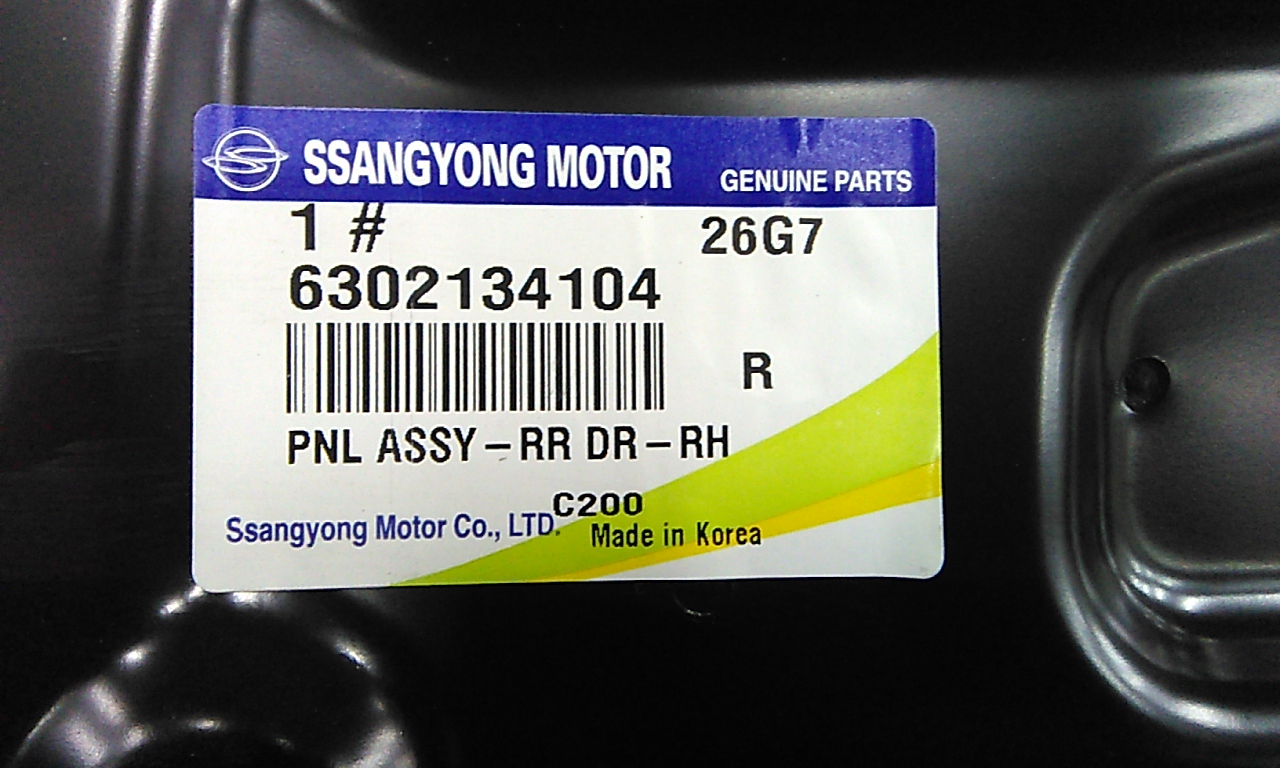 SSANGYONG MOTOR GENUINE PARTS
1 # 26G7
6302134104
R
PNL ASSY-RR DR-RH
C200
Ssangyong Motor Co., LTD. Made in Korea